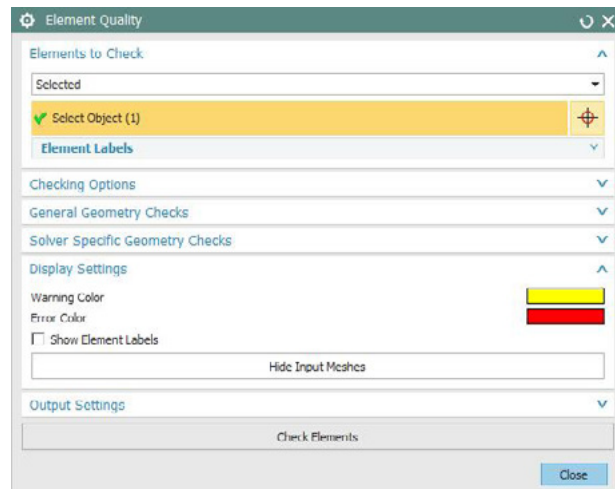 Element Quality
Elements to Check
Selected
Select Object (1)
Element Labels
Checking Options
General Geometry Checks
Solver Specific Geometry Checks
Display Settings
Warning Color
Error Color
Show Element Labels
Hide Input Meshes
Output Settings
Check Elements
Close